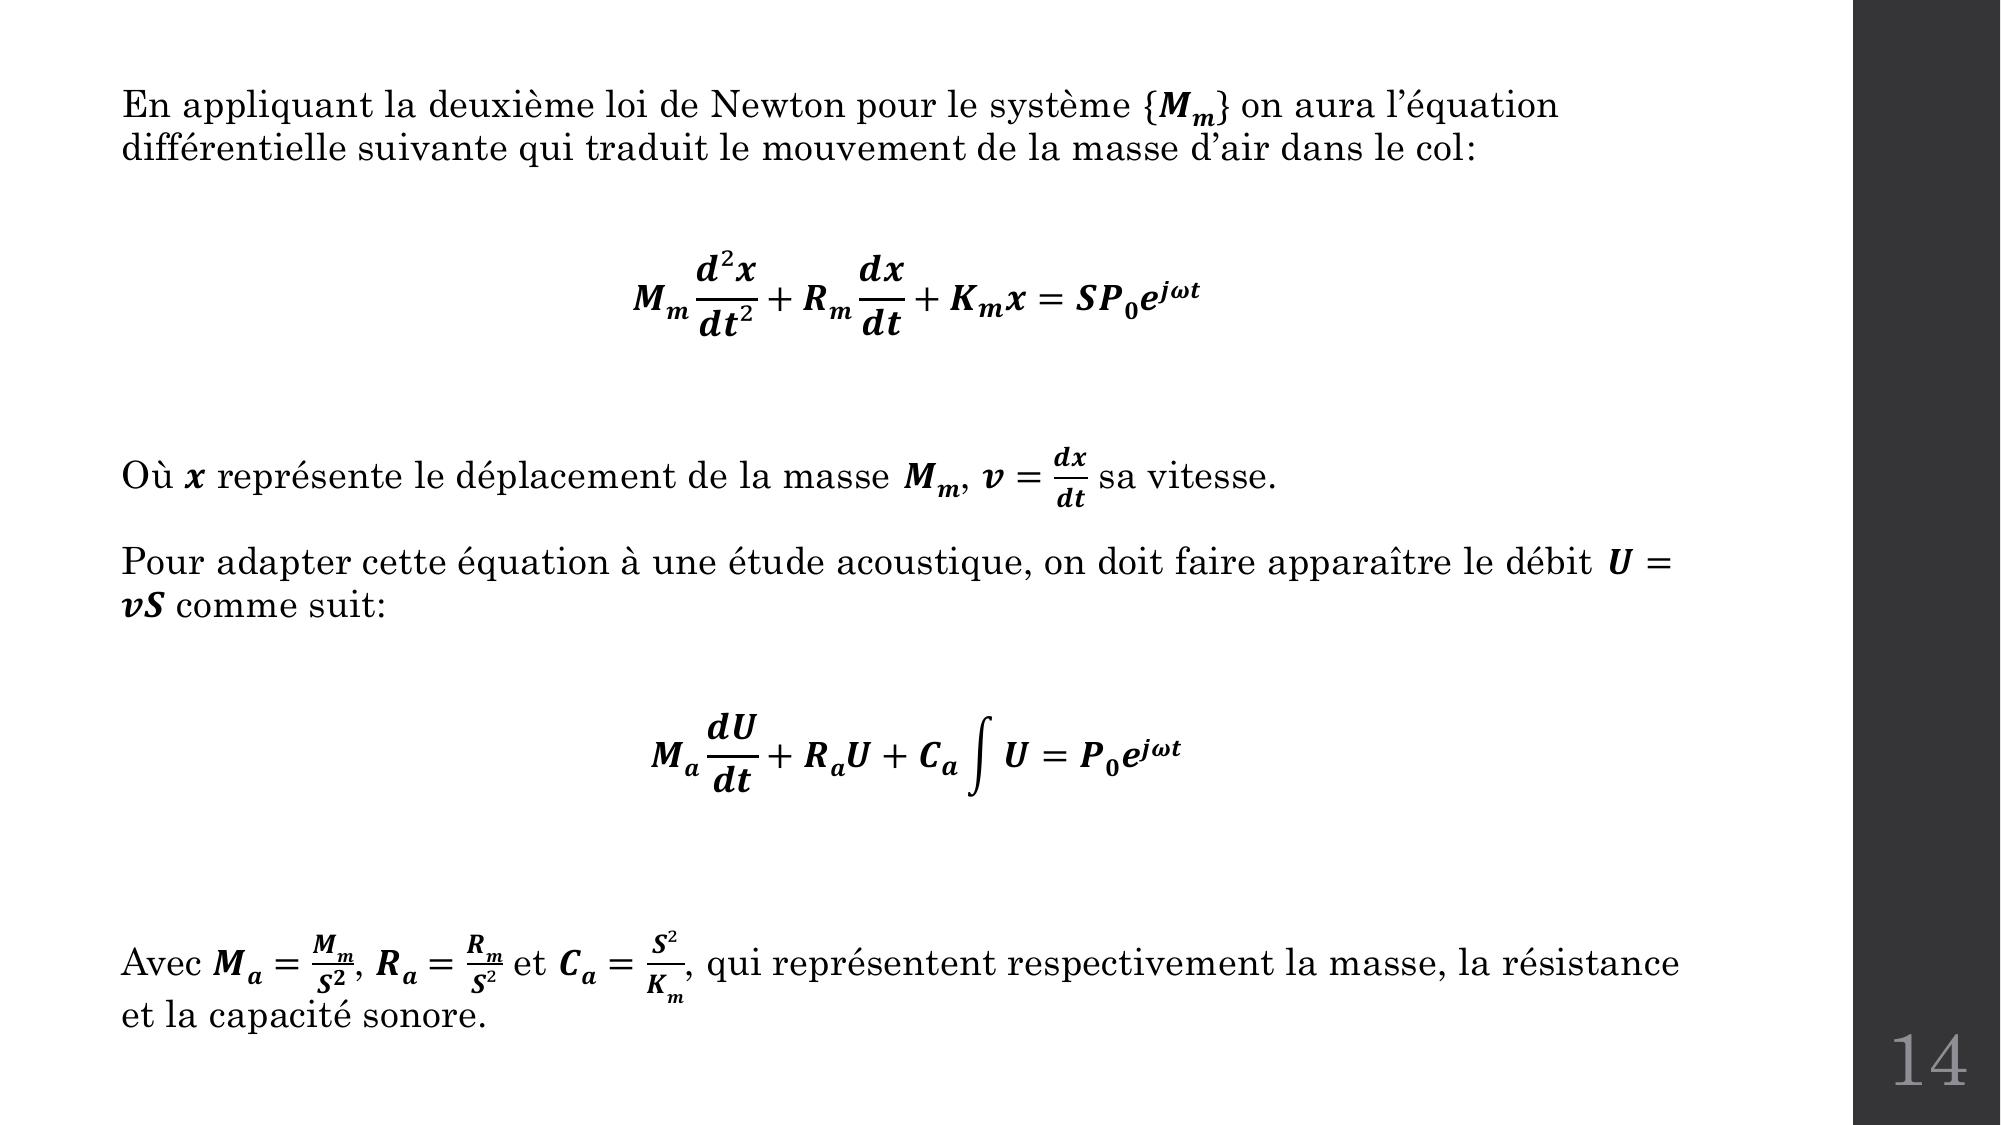 En appliquant la deuxième loi de Newton pour le système {𝑴ₘ} on aura l’équation
différentielle suivante qui traduit le mouvement de la masse d’air dans le col:
$M_m \frac{d^2x}{dt^2} + R_m \frac{dx}{dt} + K_m x = SP_0 e^{j\omega t}$
Où $x$ représente le déplacement de la masse $M_m$, $v = \frac{dx}{dt}$ sa vitesse.
Pour adapter cette équation à une étude acoustique, on doit faire apparaître le débit $U =$
$vS$ comme suit:
$M_a \frac{dU}{dt} + R_a U + C_a \int U = P_0 e^{j\omega t}$
Avec $M_a = \frac{M_m}{S^2}$, $R_a = \frac{R_m}{S^2}$ et $C_a = \frac{S^2}{K_m}$, qui représentent respectivement la masse, la résistance
et la capacité sonore.
14